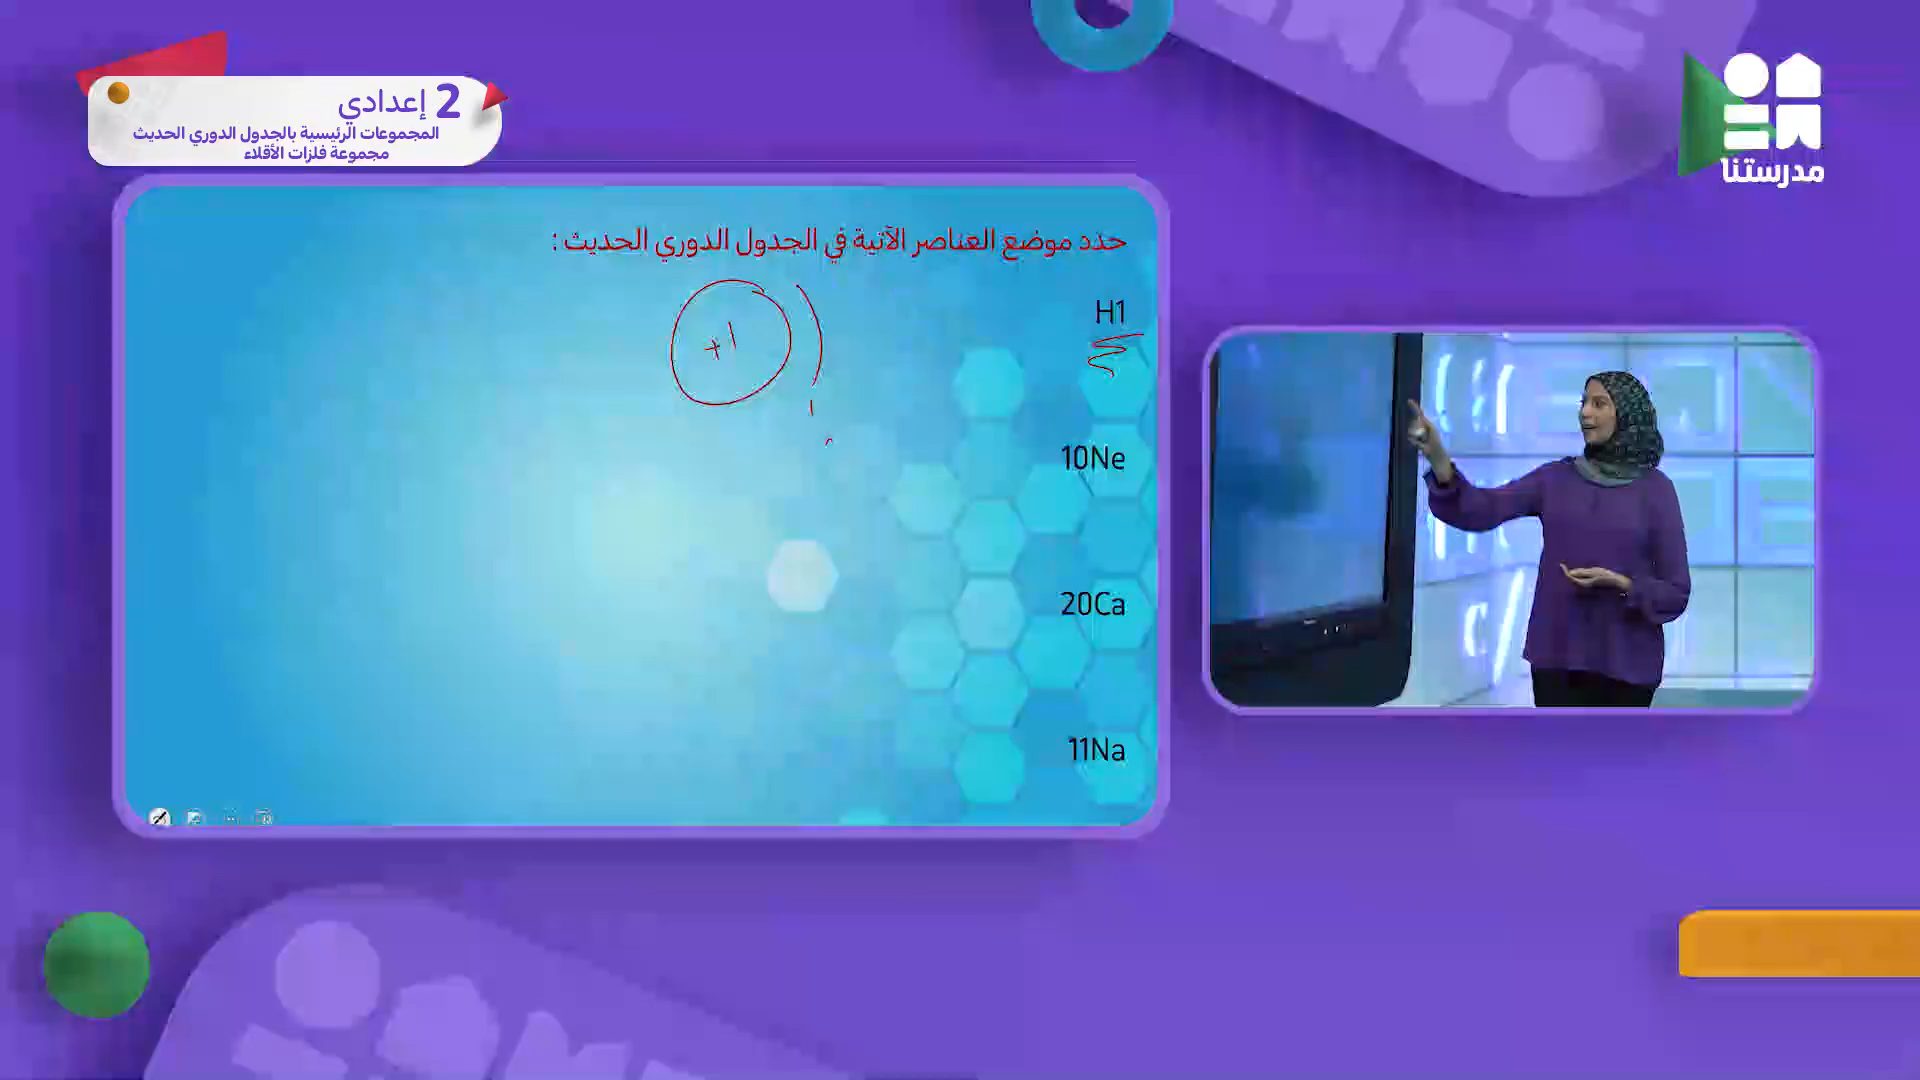 2 إعدادي
المجموعات الرئيسية بالجدول الدوري الحديث
مجموعة فلزات الأقلاء
مدرستنا
حدد موضع العناصر الآتية في الجدول الدوري الحديث :
H1
+1
1
10Ne
20Ca
11Na